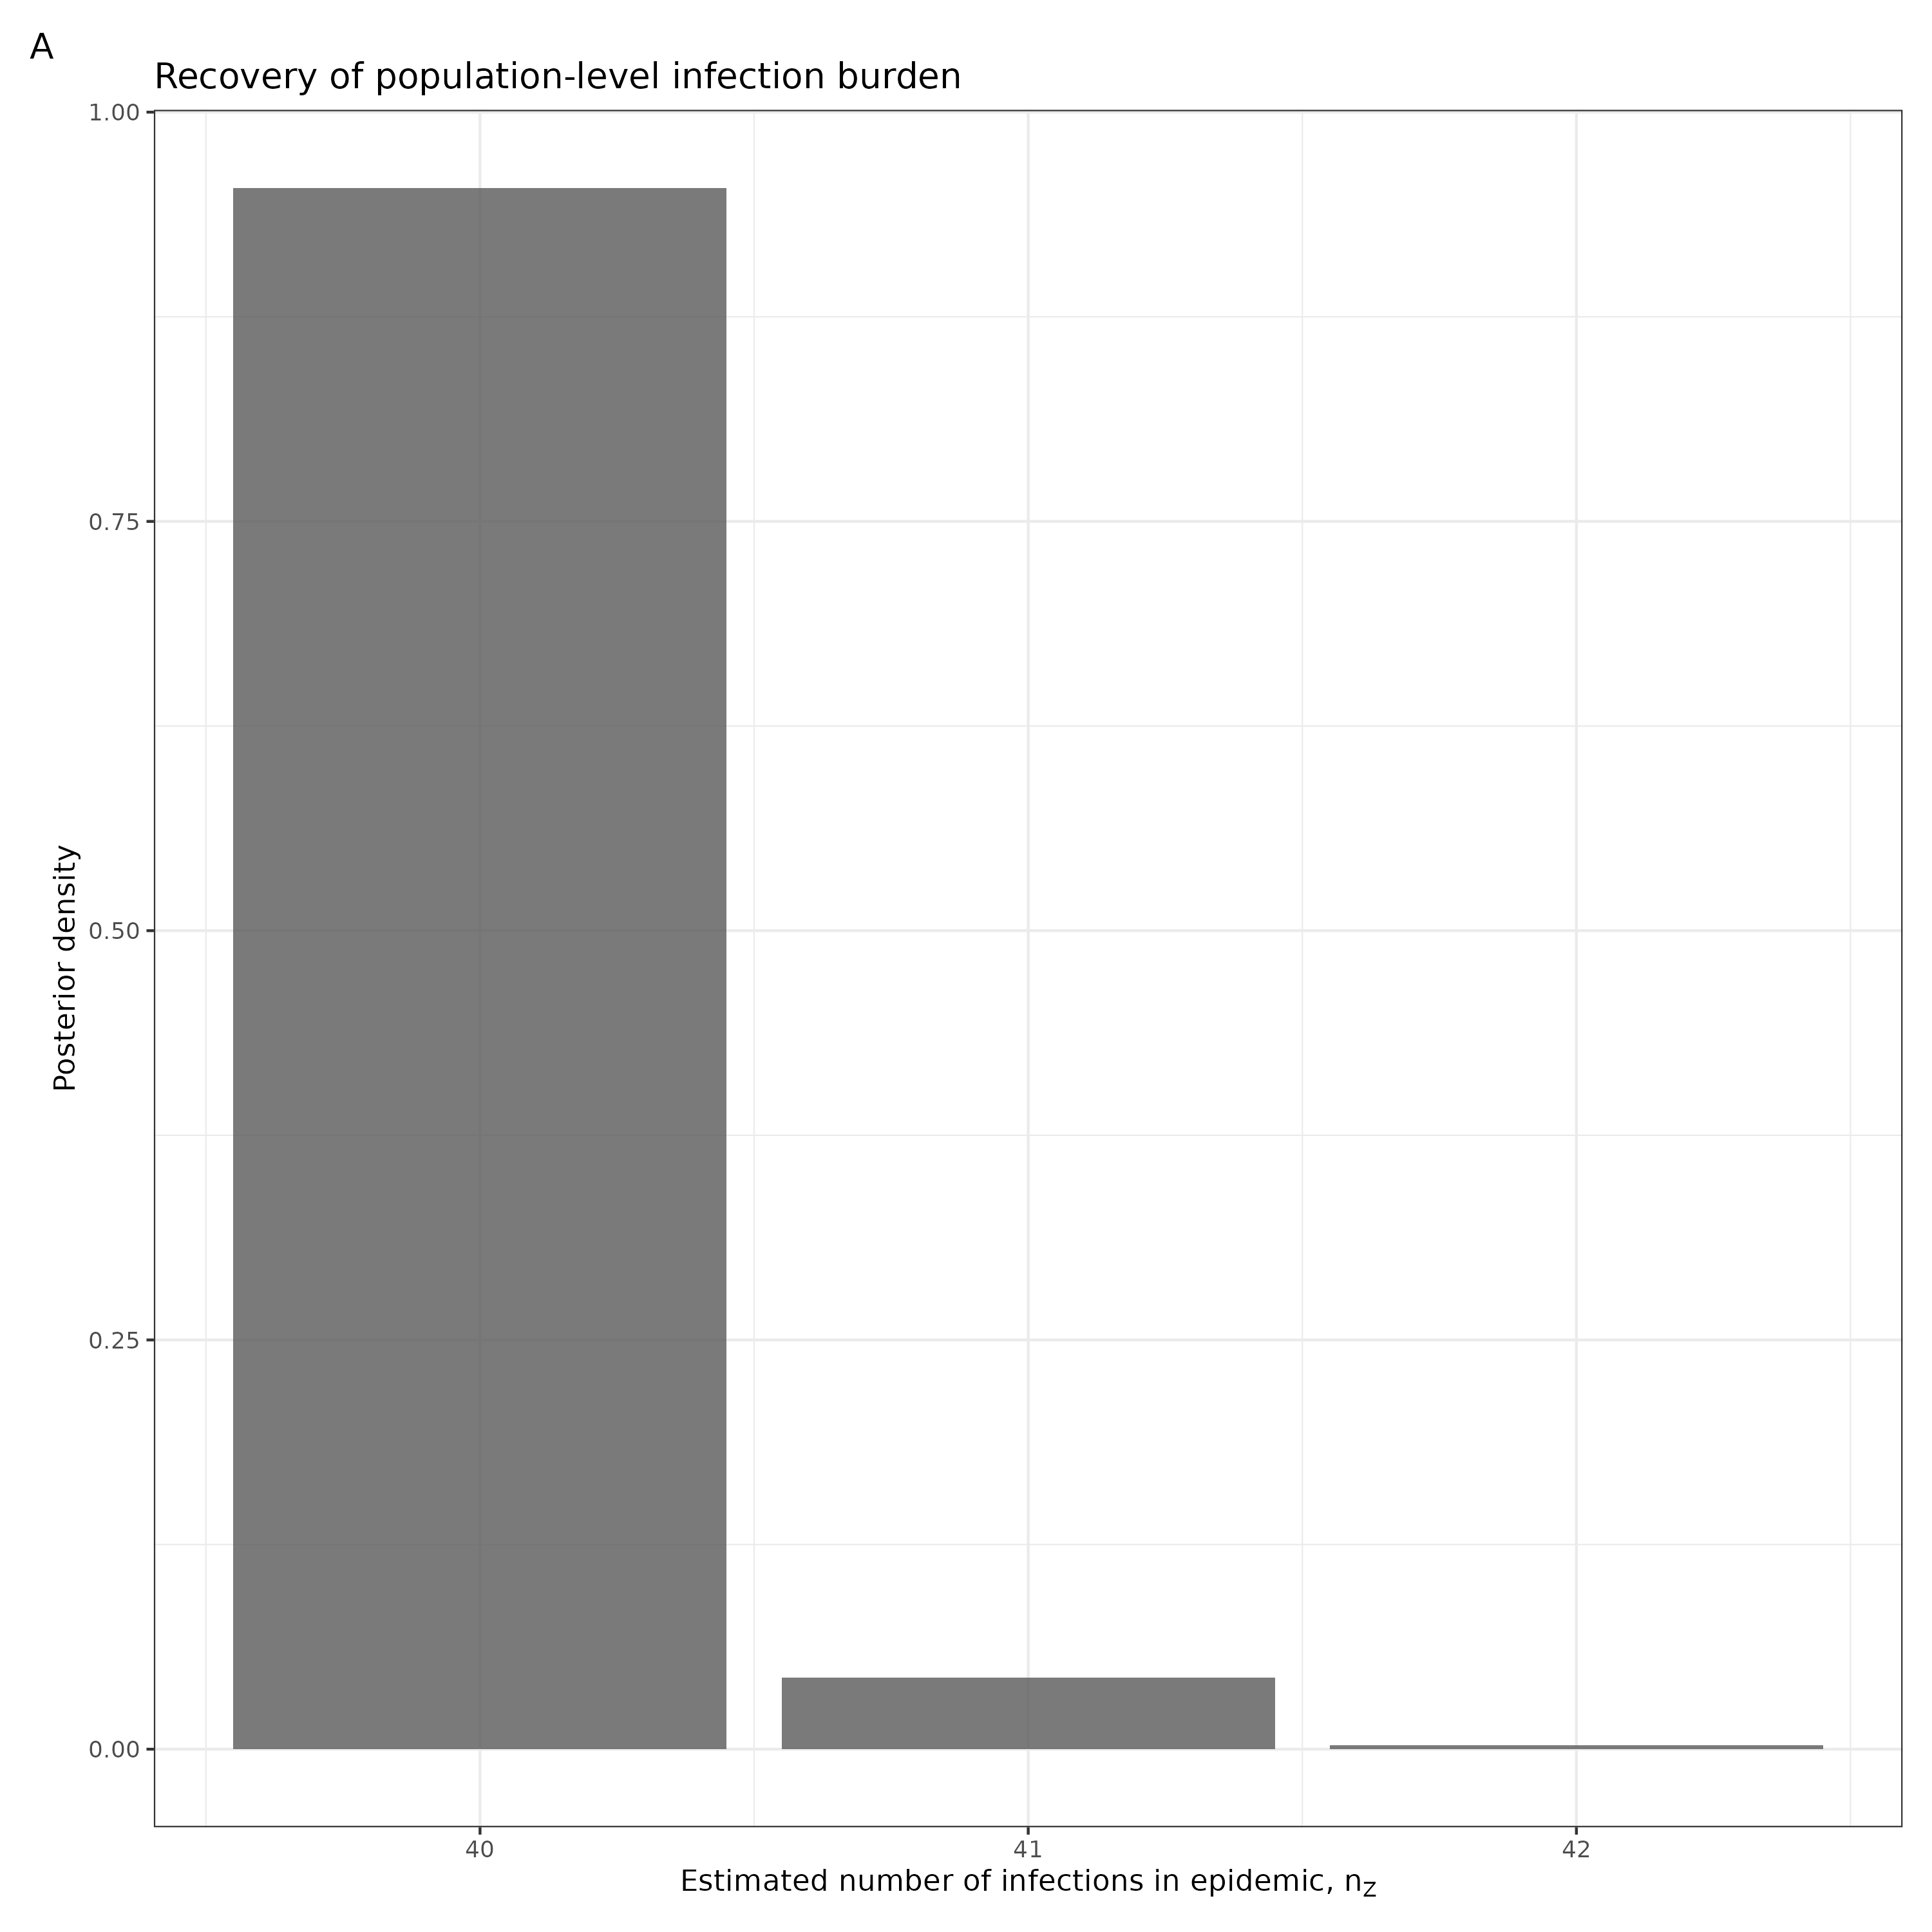 A
Recovery of population-level infection burden
1.00
0.75
0.50
0.25
0.00
Posterior density
40
41
42
Estimated number of infections in epidemic, nZ